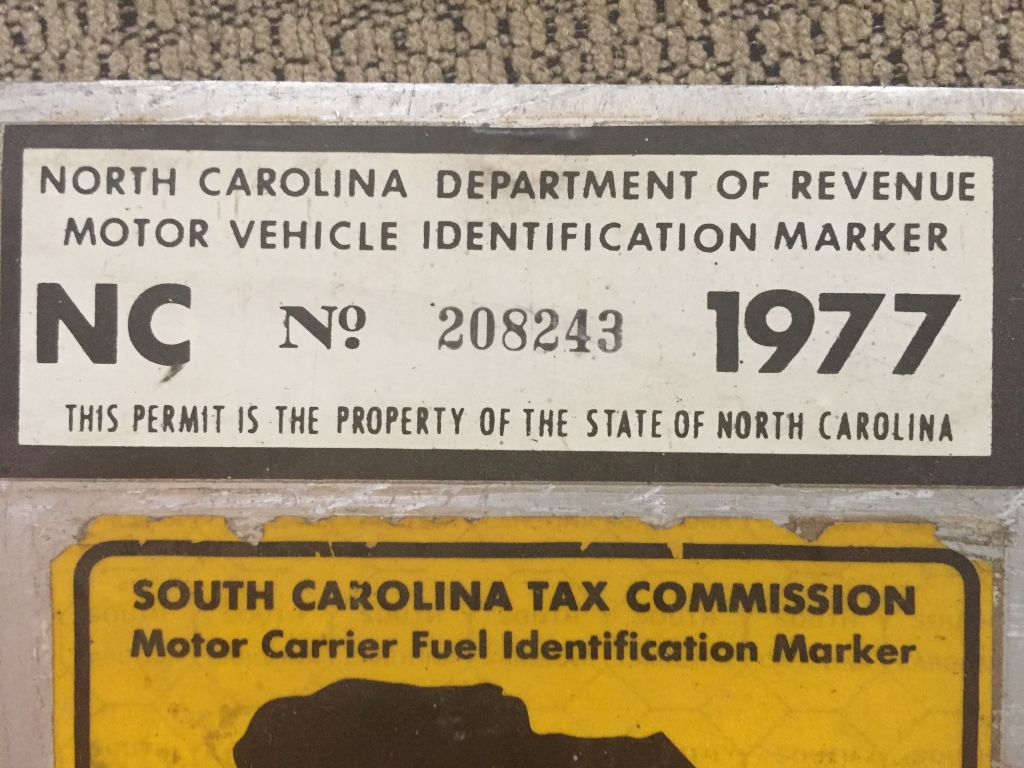 NORTH CAROLINA DEPARTMENT OF REVENUE
MOTOR VEHICLE IDENTIFICATION MARKER
NC Nº 208243 1977
THIS PERMIT IS THE PROPERTY OF THE STATE OF NORTH CAROLINA
SOUTH CAROLINA TAX COMMISSION
Motor Carrier Fuel Identification Marker